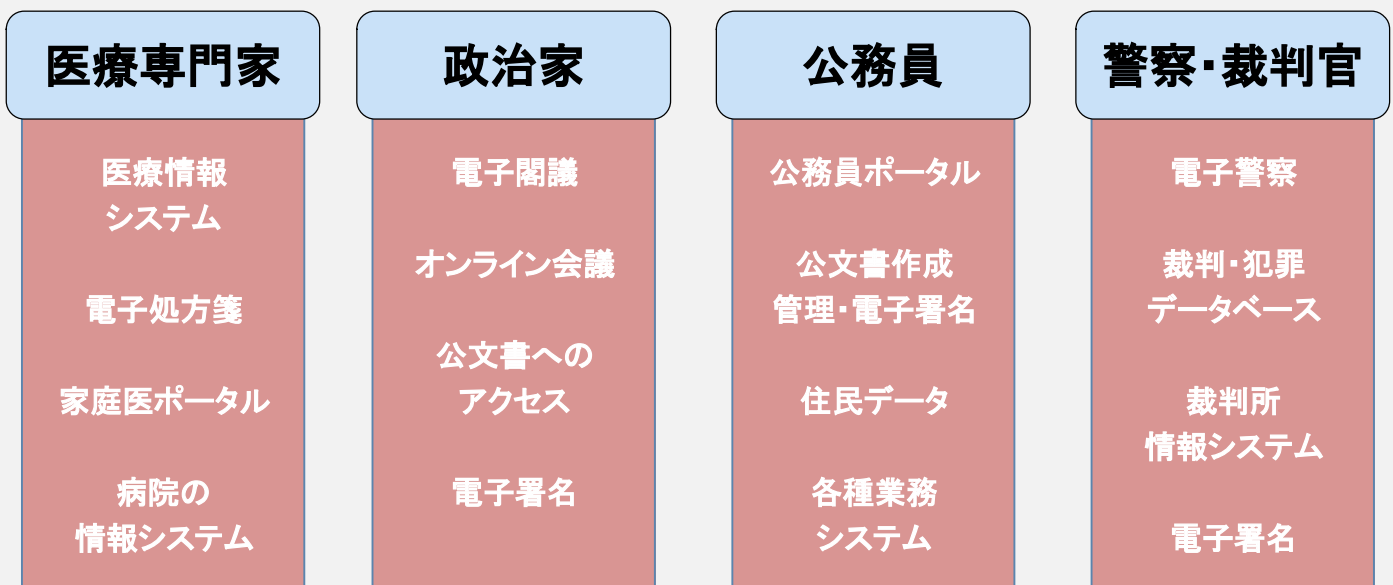 医療専門家
医療情報
システム
電子処方箋
家庭医ポータル
病院の
情報システム
政治家
電子閣議
オンライン会議
公文書への
アクセス
電子署名
公務員
公務員ポータル
公文書作成
管理・電子署名
住民データ
各種業務
システム
警察・裁判官
電子警察
裁判・犯罪
データベース
裁判所
情報システム
電子署名